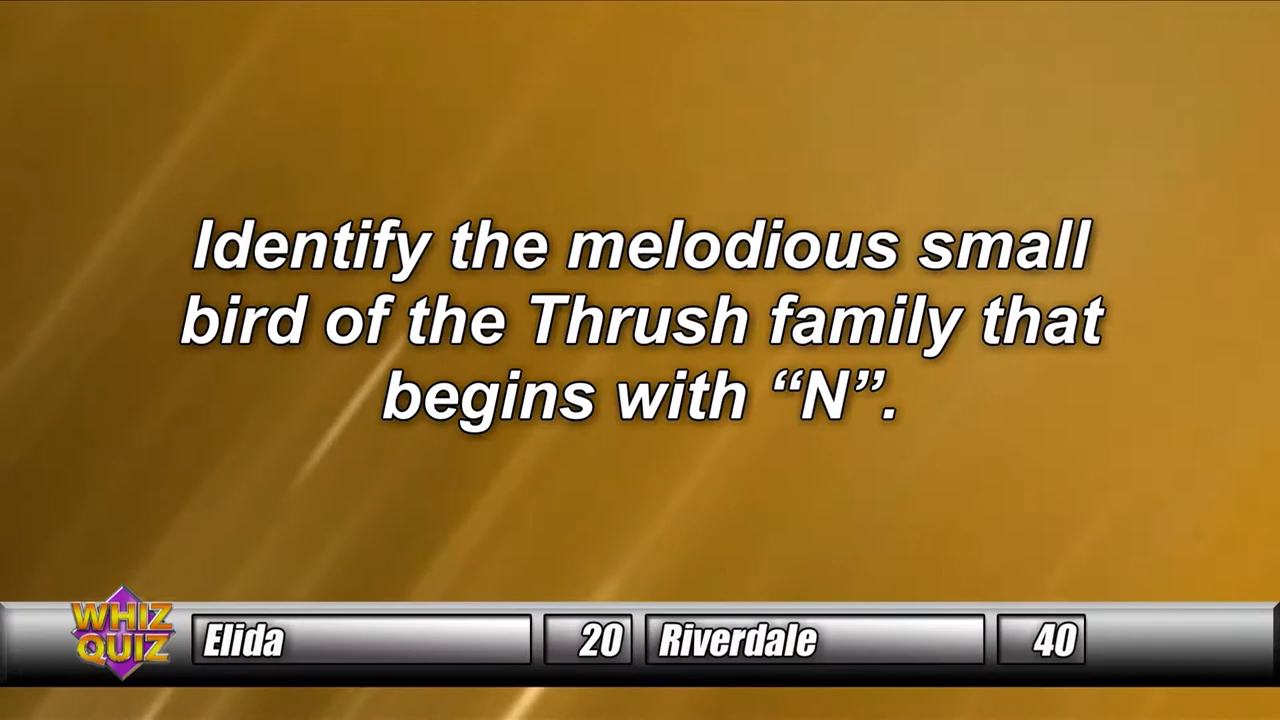 Identify the melodious small
bird of the Thrush family that
begins with “N”.
WHIZ
QUIZ
Elida
20
Riverdale
40